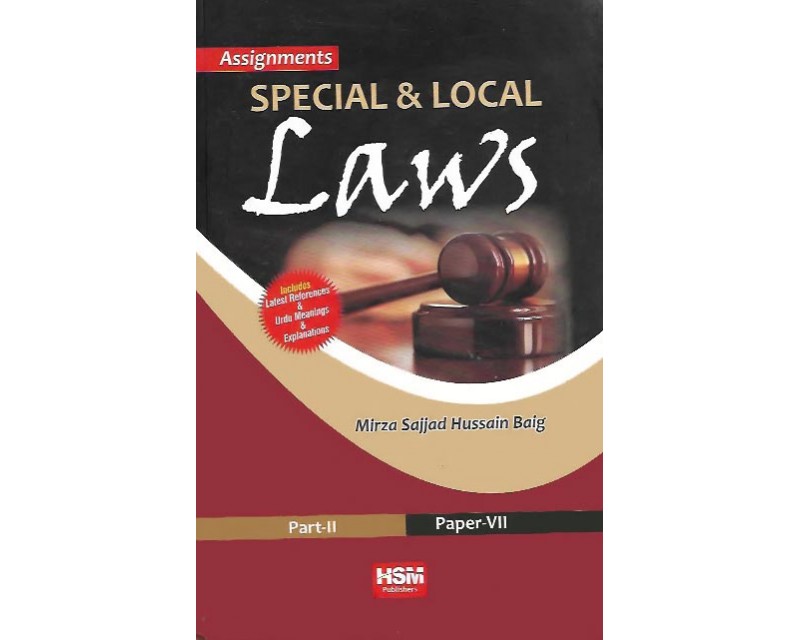 Assignments
SPECIAL & LOCAL
Laws
Includes
Latest References
&
Urdu Meanings
&
Explanations
Mirza Sajjad Hussain Baig
Part-II
Paper-VII
HSM
Publishers